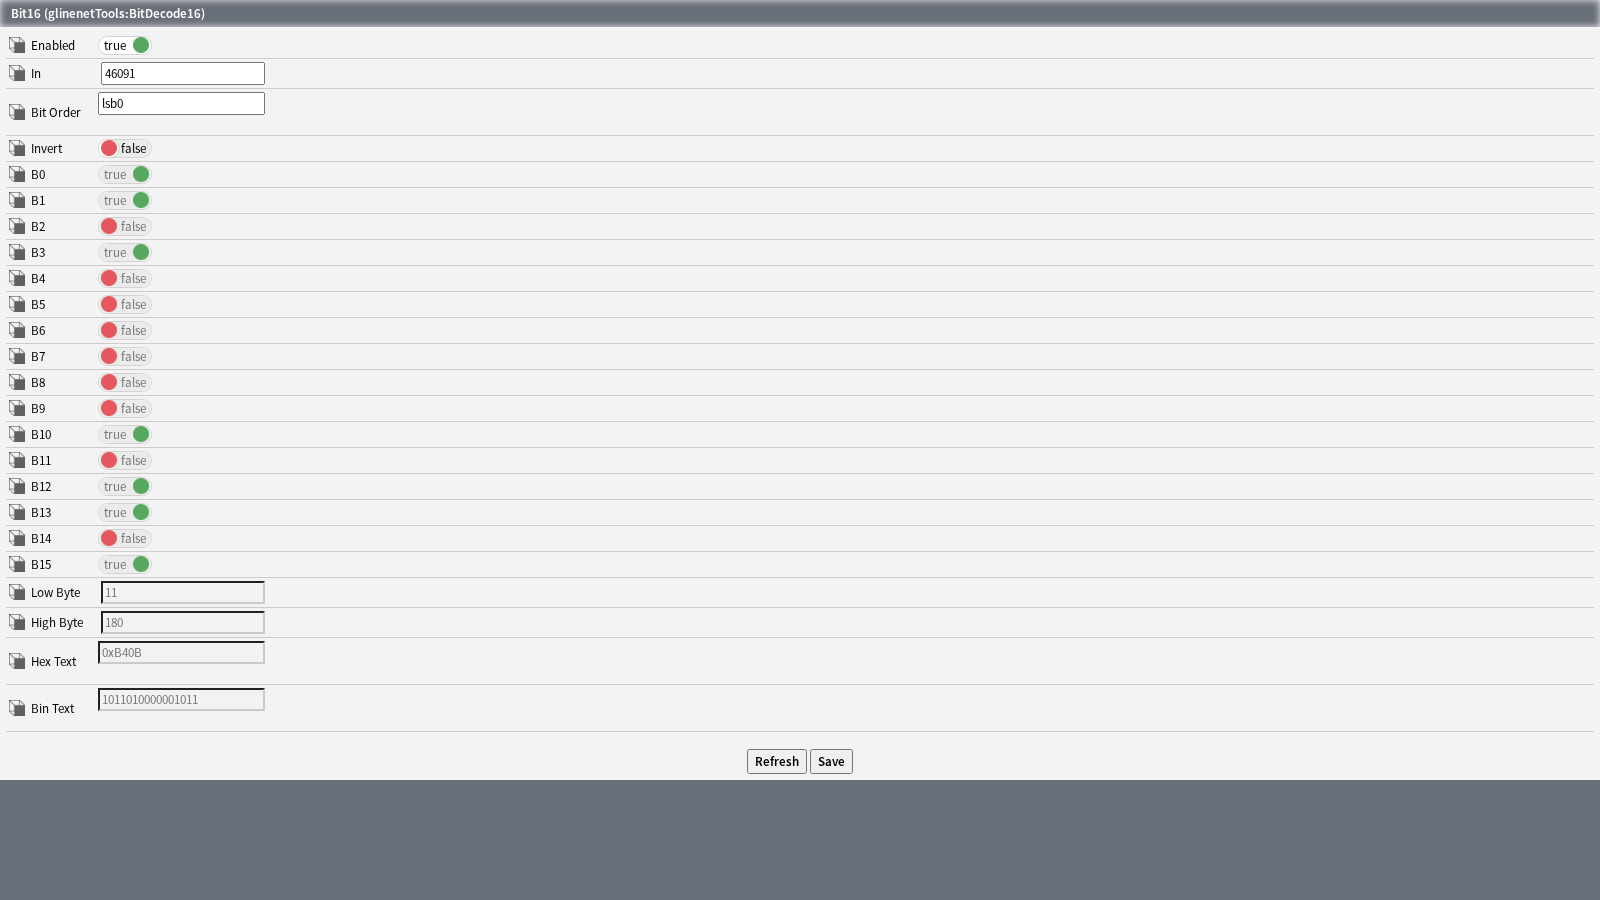 Bit16 (glinenetTools:BitDecode16)
Enabled true
In 46091
Bit Order lsb0
Invert false
B0 true
B1 true
B2 false
B3 true
B4 false
B5 false
B6 false
B7 false
B8 false
B9 false
B10 true
B11 false
B12 true
B13 true
B14 false
B15 true
Low Byte 11
High Byte 180
Hex Text 0xB40B
Bin Text 1011010000001011
Refresh Save